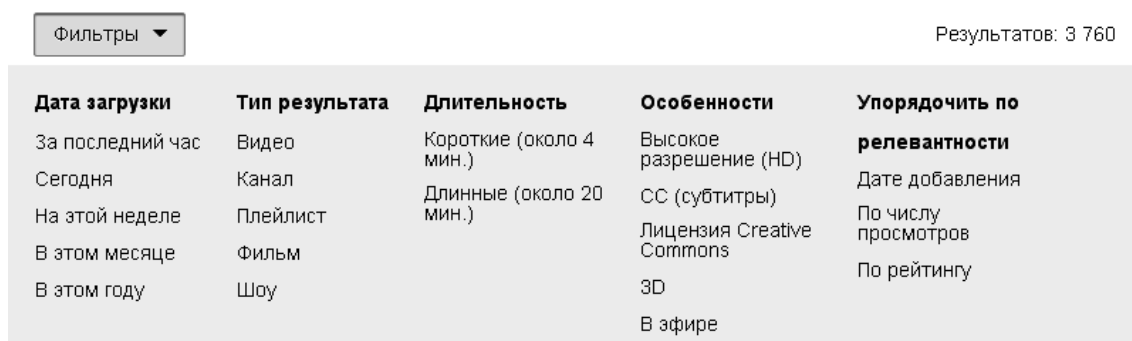 Фильтры
Результатов: 3 760
Дата загрузки
За последний час
Сегодня
На этой неделе
В этом месяце
В этом году
Тип результата
Видео
Канал
Плейлист
Фильм
Шоу
Длительность
Короткие (около 4
мин.)
Длинные (около 20
мин.)
Особенности
Высокое
разрешение (HD)
CC (субтитры)
Лицензия Creative
Commons
3D
В эфире
Упорядочить по
релевантности
Дате добавления
По числу
просмотров
По рейтингу